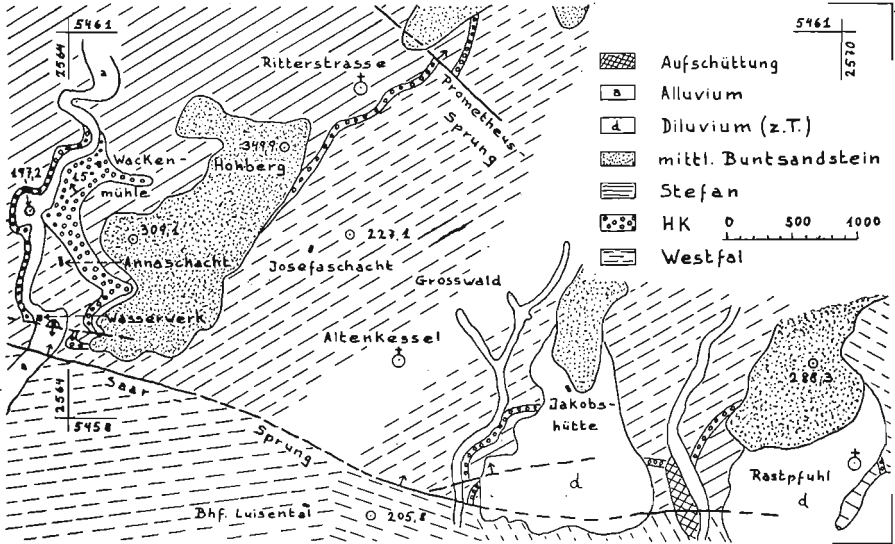 5461
2564
a
Ritterstrasse
Prometheus
Sprung
349,9
Hohberg
Wacken-
mühle
197,2
15
309,2
Annaschacht
Wasserwerk
227,1
Josefaschacht
Grosswald
Altenkessel
a
2564
5458
Saar
Sprung
Bhf. Luisental
205,8
Jakobs-
hütte
d
288,3
Rastpfuhl
d
5461
2570
Aufschüttung
a Alluvium
d Diluvium (z.T.)
mittl. Buntsandstein
Stefan
HK
Westfal
0 500 1000